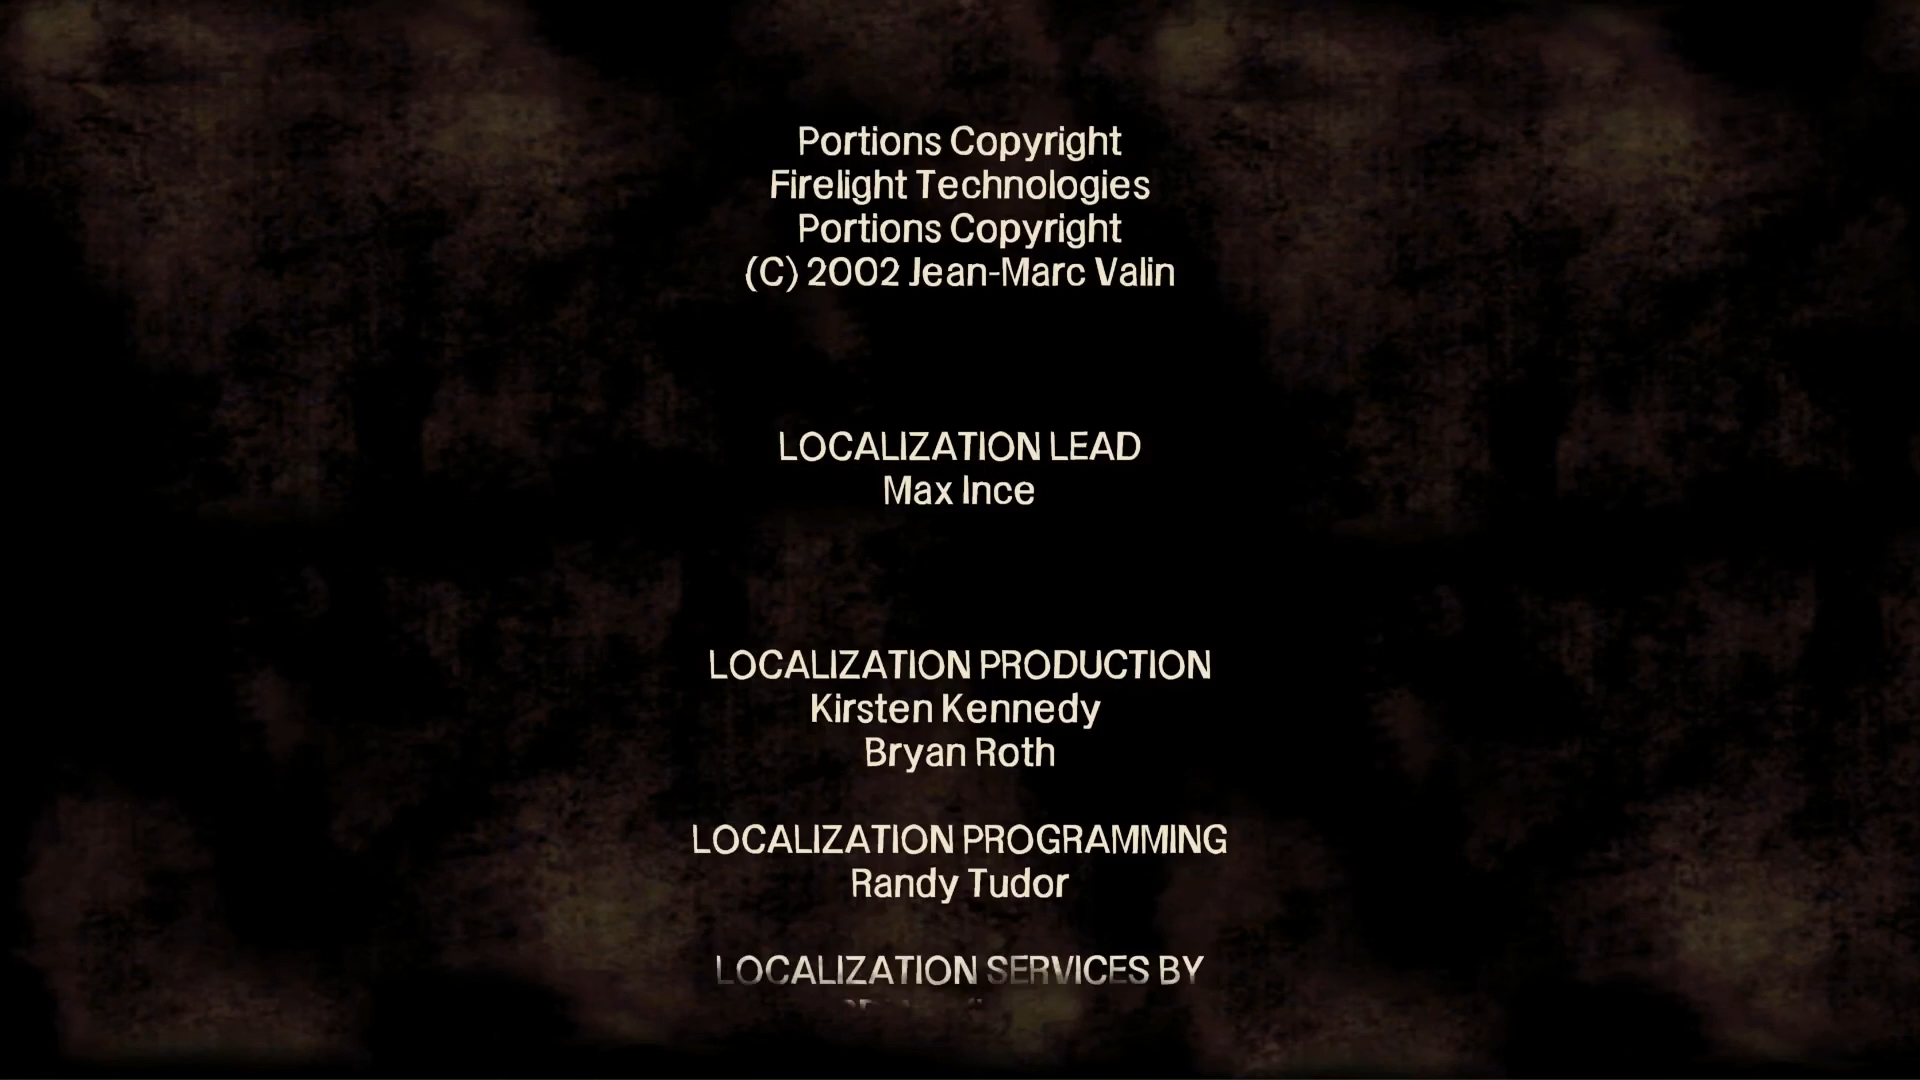 Portions Copyright
Firelight Technologies
Portions Copyright
(C) 2002 Jean-Marc Valin
LOCALIZATION LEAD
Max Ince
LOCALIZATION PRODUCTION
Kirsten Kennedy
Bryan Roth
LOCALIZATION PROGRAMMING
Randy Tudor
LOCALIZATION SERVICES BY